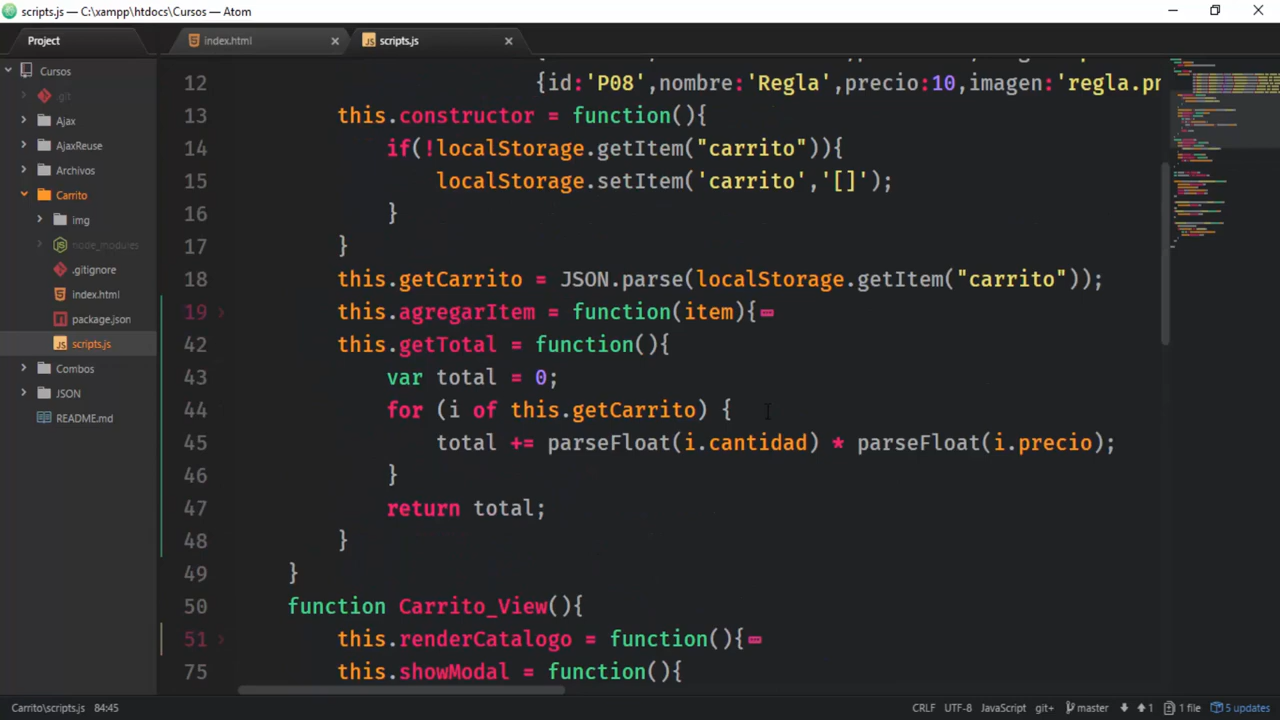 scripts.js — C:\xampp\htdocs\Cursos — Atom
Project
index.html
scripts.js
Cursos
.git
Ajax
AjaxReuse
Archivos
Carrito
img
node_modules
.gitignore
index.html
package.json
scripts.js
Combos
JSON
README.md
12 {id:'P08',nombre:'Regla',precio:10,imagen:'regla.pr
13 this.constructor = function(){
14 if(!localStorage.getItem("carrito")){
15 localStorage.setItem('carrito','[]');
16 }
17 }
18 this.getCarrito = JSON.parse(localStorage.getItem("carrito"));
19 this.agregarItem = function(item){
42 this.getTotal = function(){
43 var total = 0;
44 for (i of this.getCarrito) {
45 total += parseFloat(i.cantidad) * parseFloat(i.precio);
46 }
47 return total;
48 }
49 }
50 function Carrito_View(){
51 this.renderCatalogo = function(){
75 this.showModal = function(){
Carrito\scripts.js 84:45 CRLF UTF-8 JavaScript git+ master 1 1 file 5 updates